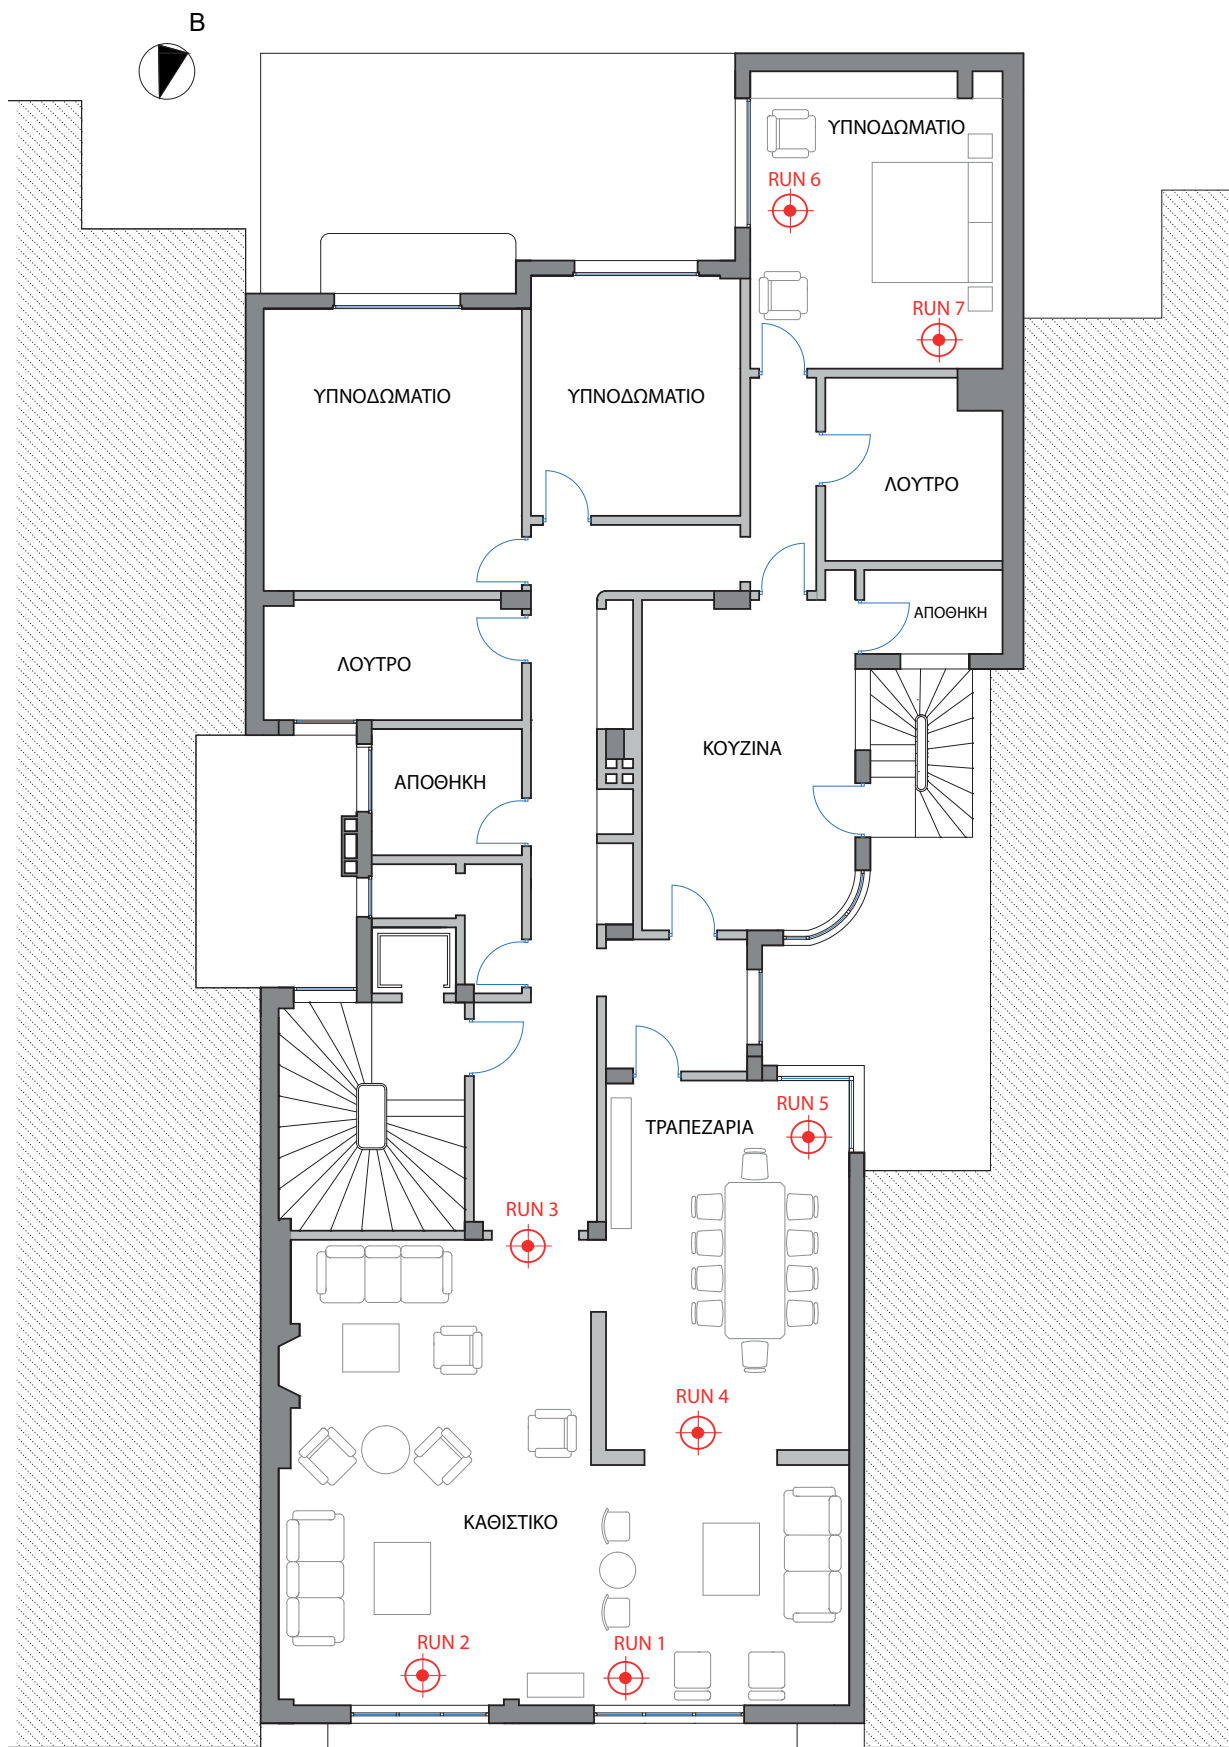 B
ΥΠΝΟΔΩΜΑΤΙΟ
RUN 6
RUN 7
ΥΠΝΟΔΩΜΑΤΙΟ
ΥΠΝΟΔΩΜΑΤΙΟ
ΛΟΥΤΡΟ
ΑΠΟΘΗΚΗ
ΛΟΥΤΡΟ
ΚΟΥΖΙΝΑ
ΑΠΟΘΗΚΗ
RUN 5
ΤΡΑΠΕΖΑΡΙΑ
RUN 3
RUN 4
ΚΑΘΙΣΤΙΚΟ
RUN 2
RUN 1